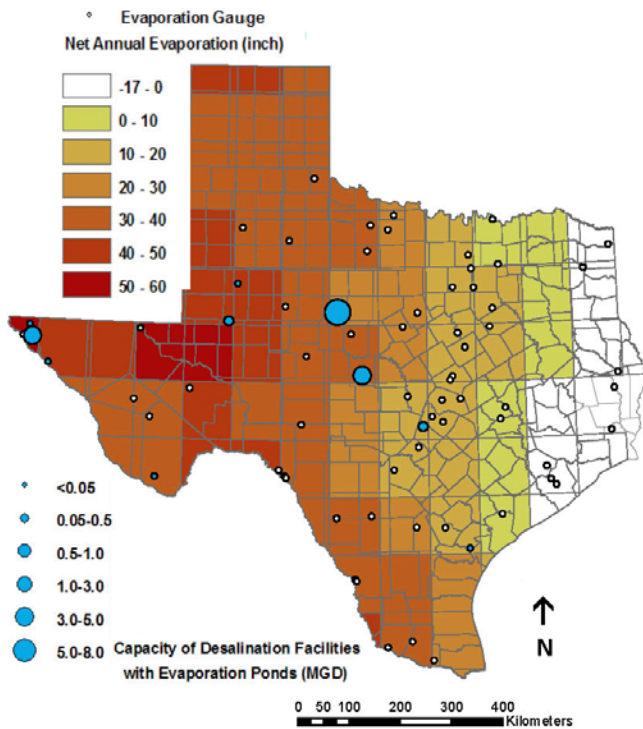 Evaporation Gauge
Net Annual Evaporation (inch)
-17 - 0
0 - 10
10 - 20
20 - 30
30 - 40
40 - 50
50 - 60
<0.05
0.05-0.5
0.5-1.0
1.0-3.0
3.0-5.0
5.0-8.0
Capacity of Desalination Facilities
with Evaporation Ponds (MGD)
N
0 50 100 200 300 400
Kilometers